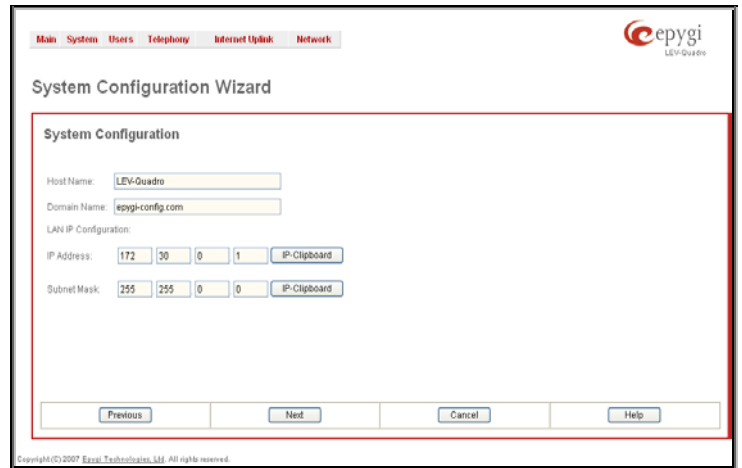 Main System Users Telephony Internet Uplink Network
epygi
LEV-Quadro
System Configuration Wizard
System Configuration
Host Name: LEV-Quadro
Domain Name: epygi-config.com
LAN IP Configuration:
IP Address: 172 30 0 1 IP-Clipboard
Subnet Mask: 255 255 0 0 IP-Clipboard
Previous Next Cancel Help
Copyright (C) 2007 Epygi Technologies, Ltd. All rights reserved.